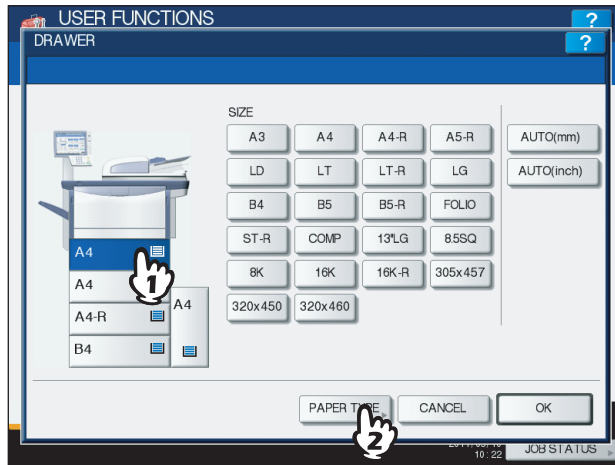 USER FUNCTIONS
?
DRAWER
?
SIZE
A3 A4 A4-R A5-R AUTO(mm)
LD LT LT-R LG AUTO(inch)
B4 B5 B5-R FOLIO
ST-R COMP 13"LG 8.5SQ
8K 16K 16K-R 305x457
320x450 320x460
A4
1
A4
A4
A4-R
B4
PAPER TYPE CANCEL OK
2
10:22 JOB STATUS